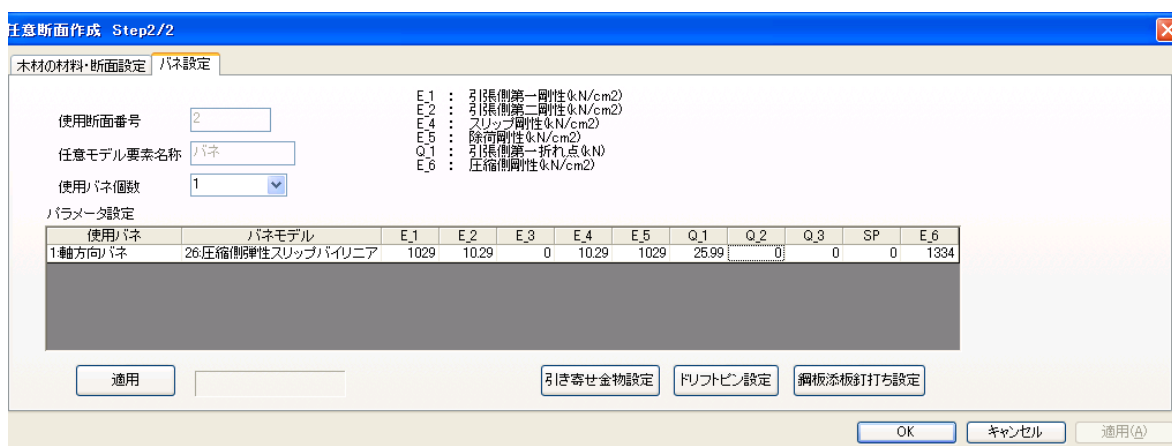 任意断面作成 Step2/2
木材の材料・断面設定 バネ設定
E_1 : 引張側第一剛性(kN/cm2)
E_2 : 引張側第二剛性(kN/cm2)
E_4 : スリップ剛性(kN/cm2)
E_5 : 除荷剛性(kN/cm2)
Q_1 : 引張側第一折れ点(kN)
E_6 : 圧縮側剛性(kN/cm2)
使用断面番号 2
任意モデル要素名称 バネ
使用バネ個数 1
パラメータ設定
使用バネ バネモデル E_1 E_2 E_3 E_4 E_5 Q_1 Q_2 Q_3 SP E_6
1:軸方向バネ 26:圧縮側弾性スリップバイリニア 1029 10.29 0 10.29 1029 25.99 0 0 0 1334
適用 引き寄せ金物設定 ドリフトピン設定 鋼板添板釘打ち設定
OK キャンセル 適用(A)